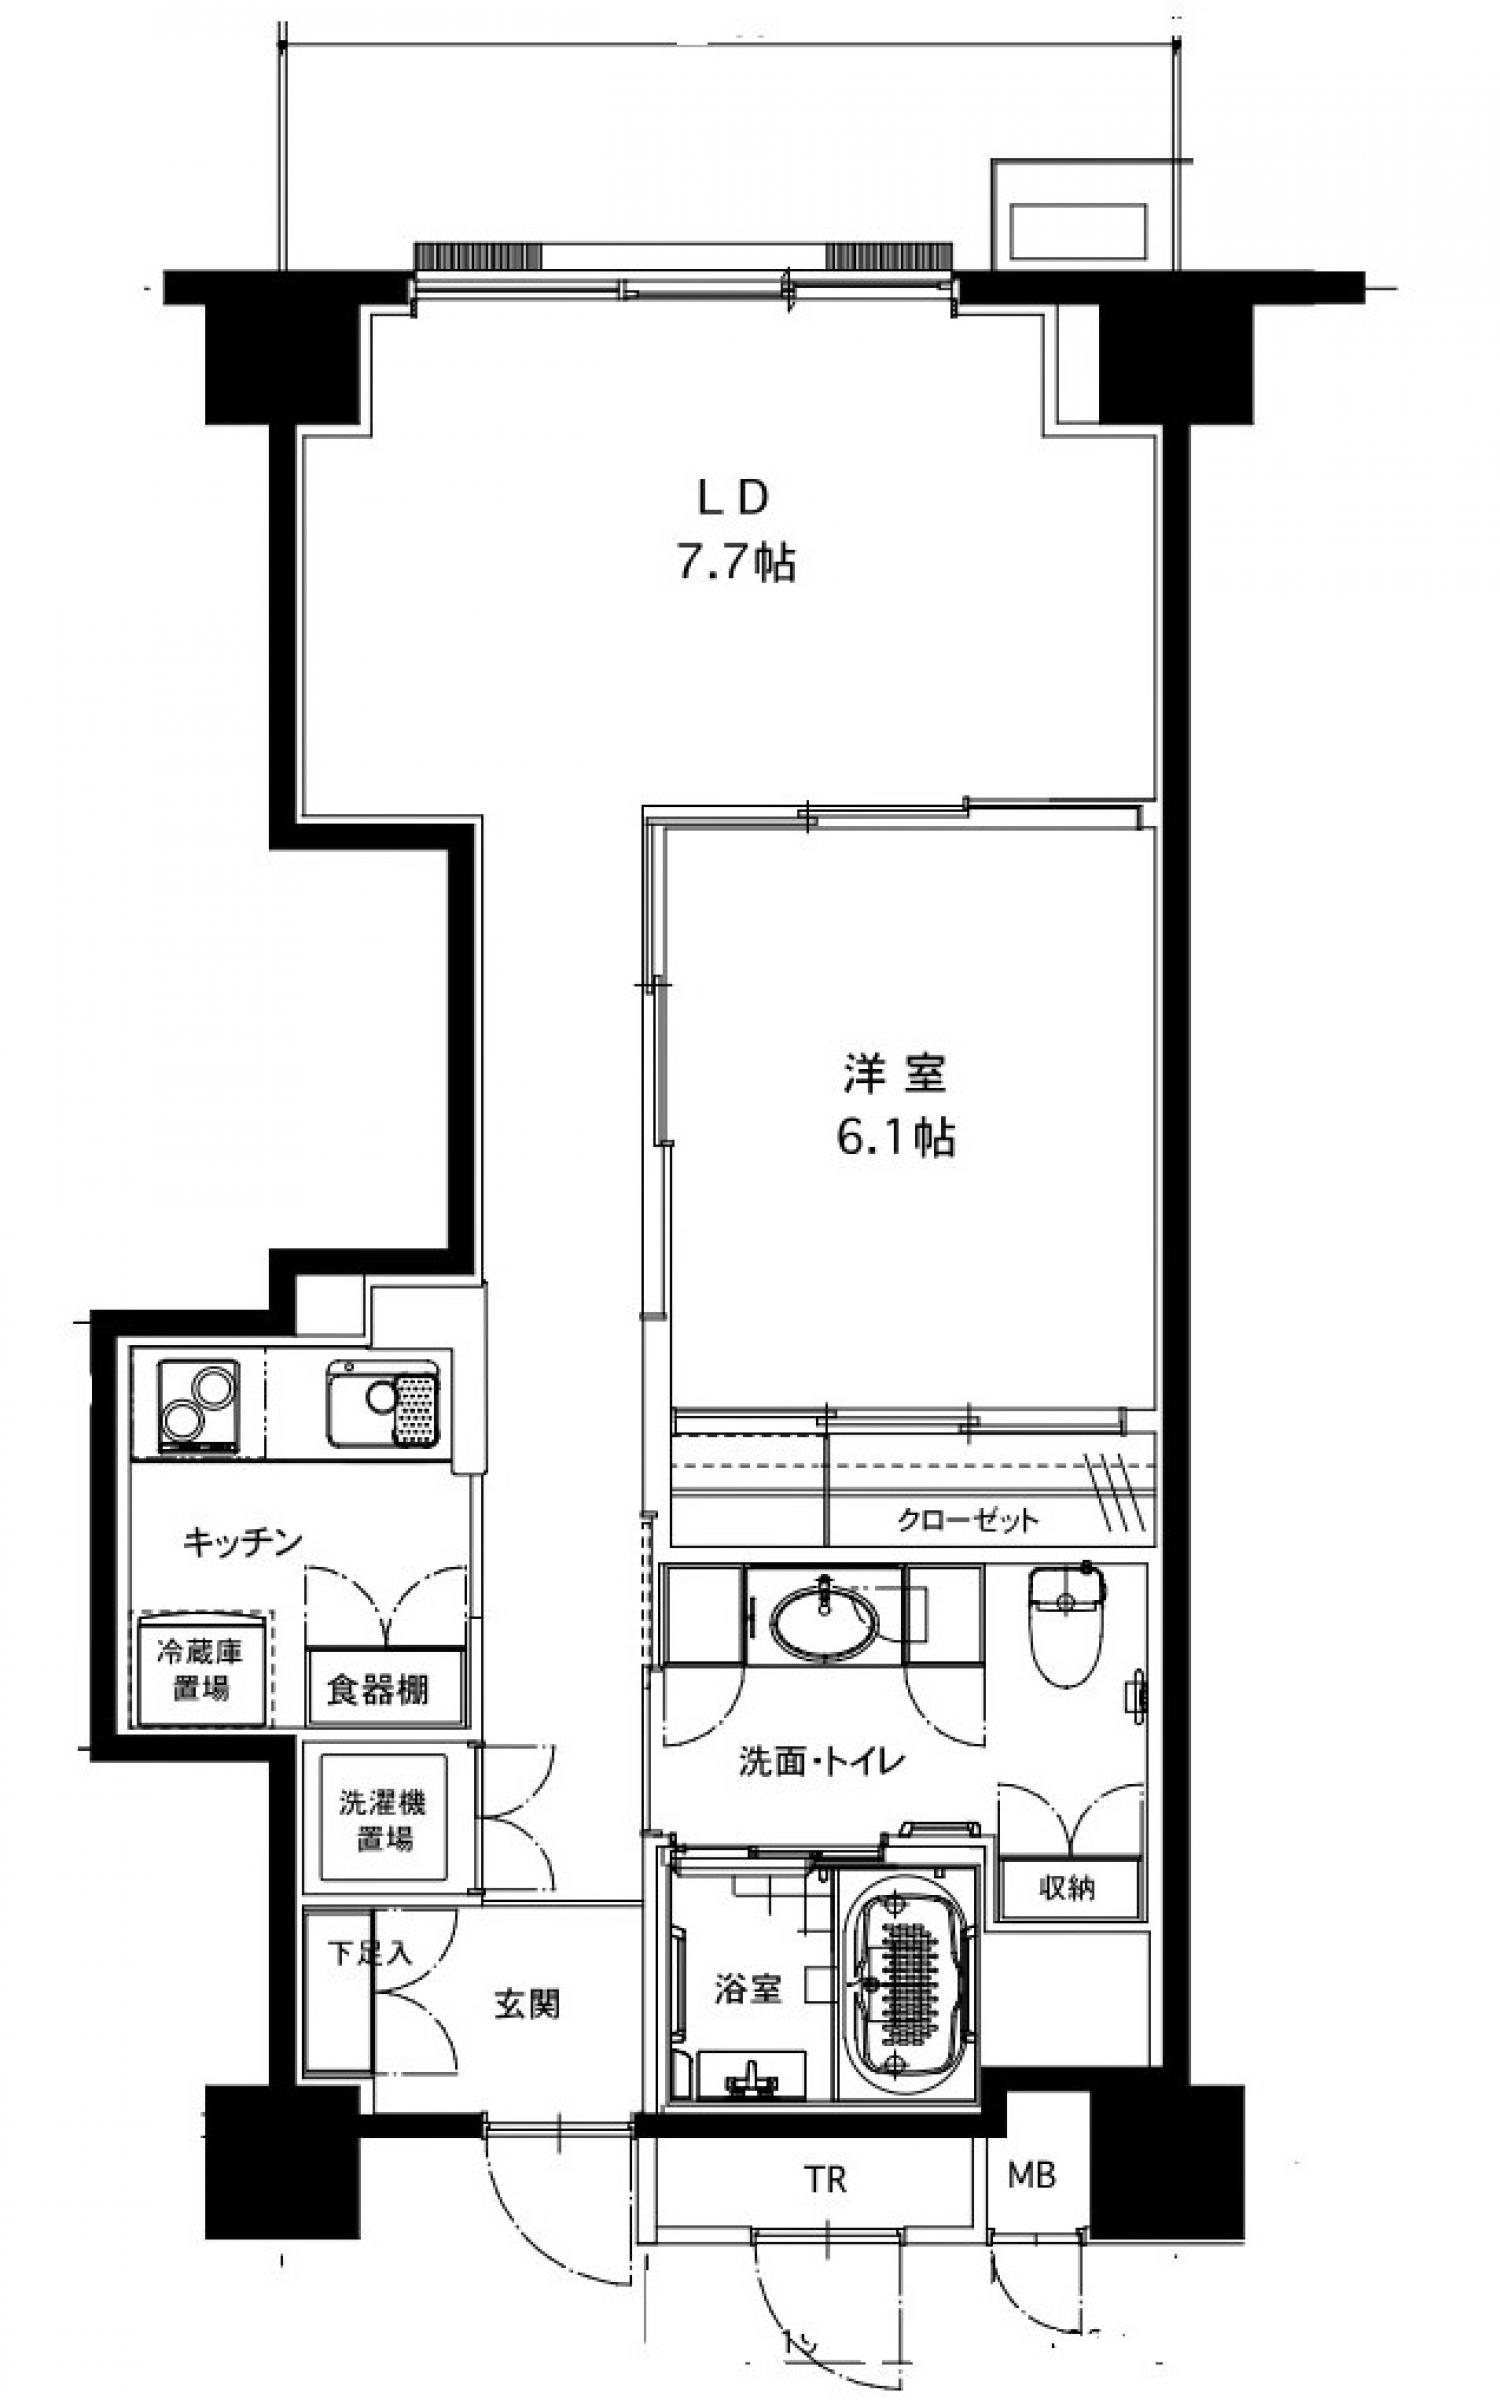 LD
7.7帖
洋室
6.1帖
クローゼット
キッチン
冷蔵庫
置場
食器棚
洗面・トイレ
洗濯機
置場
収納
下足入
玄関
浴室
TR
MB